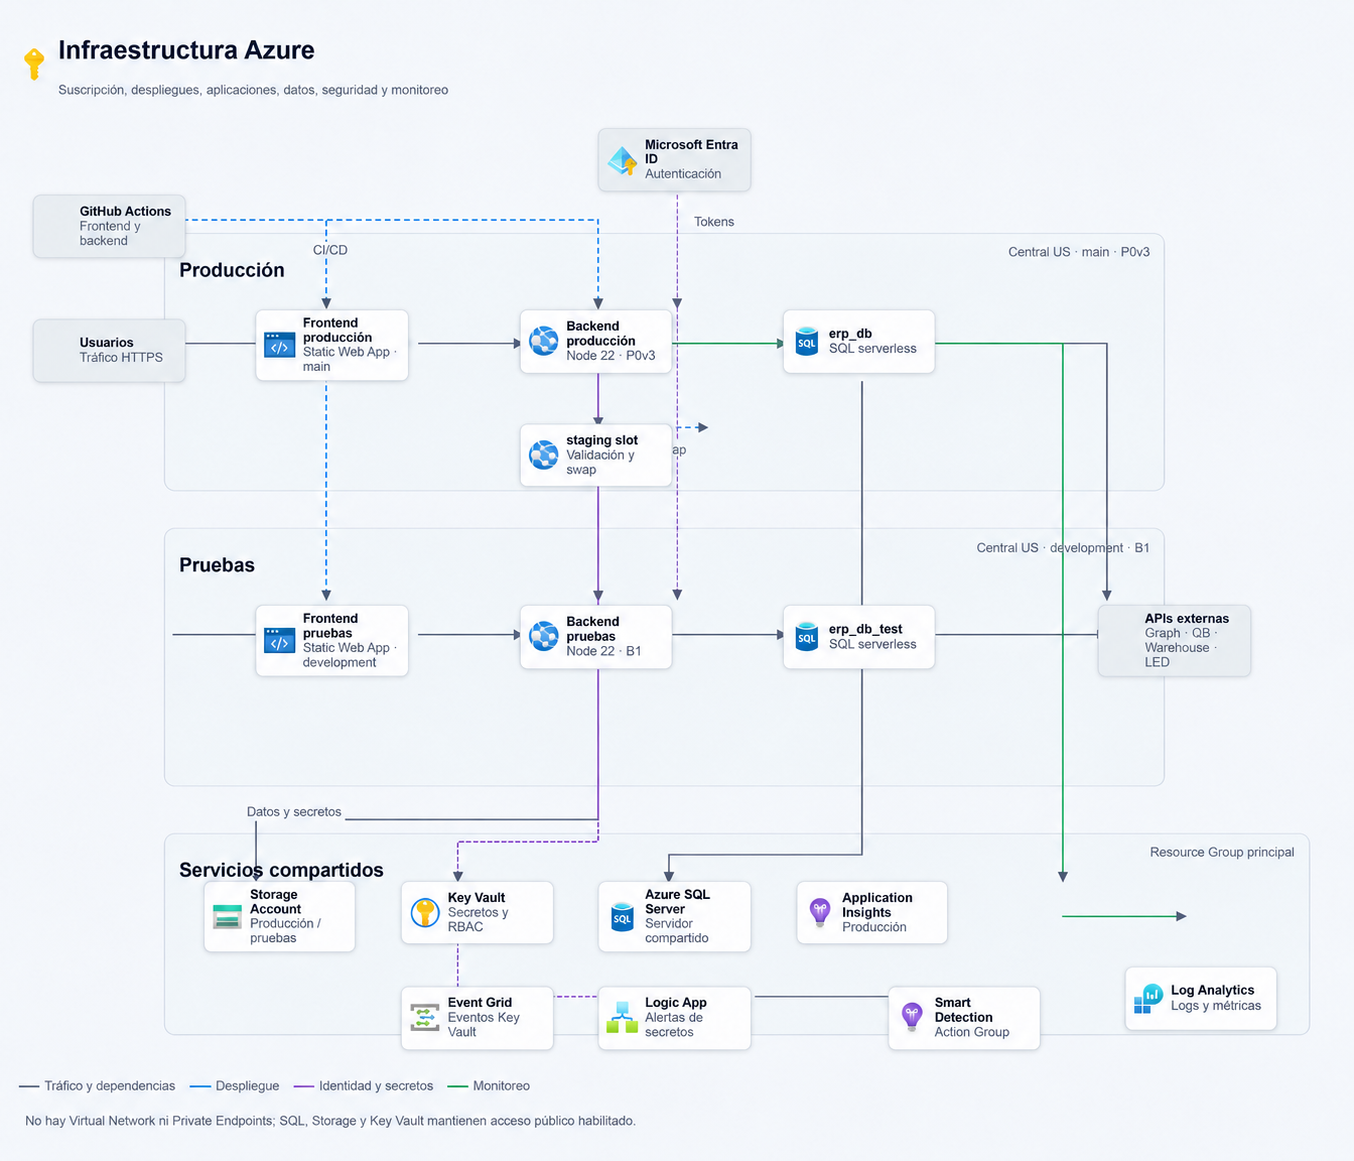 Infraestructura Azure
Suscripción, despliegues, aplicaciones, datos, seguridad y monitoreo
Microsoft Entra
ID
Autenticación
GitHub Actions
Frontend y
backend
Tokens
CI/CD
Central US · main · P0v3
Producción
Usuarios
Tráfico HTTPS
Frontend
producción
Static Web App ·
main
Backend
producción
Node 22 · P0v3
erp_db
SQL serverless
SQL
staging slot
Validación y
swap
ap
Central US · development · B1
Pruebas
Frontend
pruebas
Static Web App ·
development
Backend
pruebas
Node 22 · B1
erp_db_test
SQL serverless
SQL
APIs externas
Graph · QB ·
Warehouse ·
LED
Datos y secretos
Servicios compartidos
Resource Group principal
Storage
Account
Producción /
pruebas
Key Vault
Secretos y
RBAC
Azure SQL
Server
Servidor
compartido
SQL
Application
Insights
Producción
Event Grid
Eventos Key
Vault
Logic App
Alertas de
secretos
Smart
Detection
Action Group
Log Analytics
Logs y métricas
Tráfico y dependencias
Despliegue
Identidad y secretos
Monitoreo
No hay Virtual Network ni Private Endpoints; SQL, Storage y Key Vault mantienen acceso público habilitado.